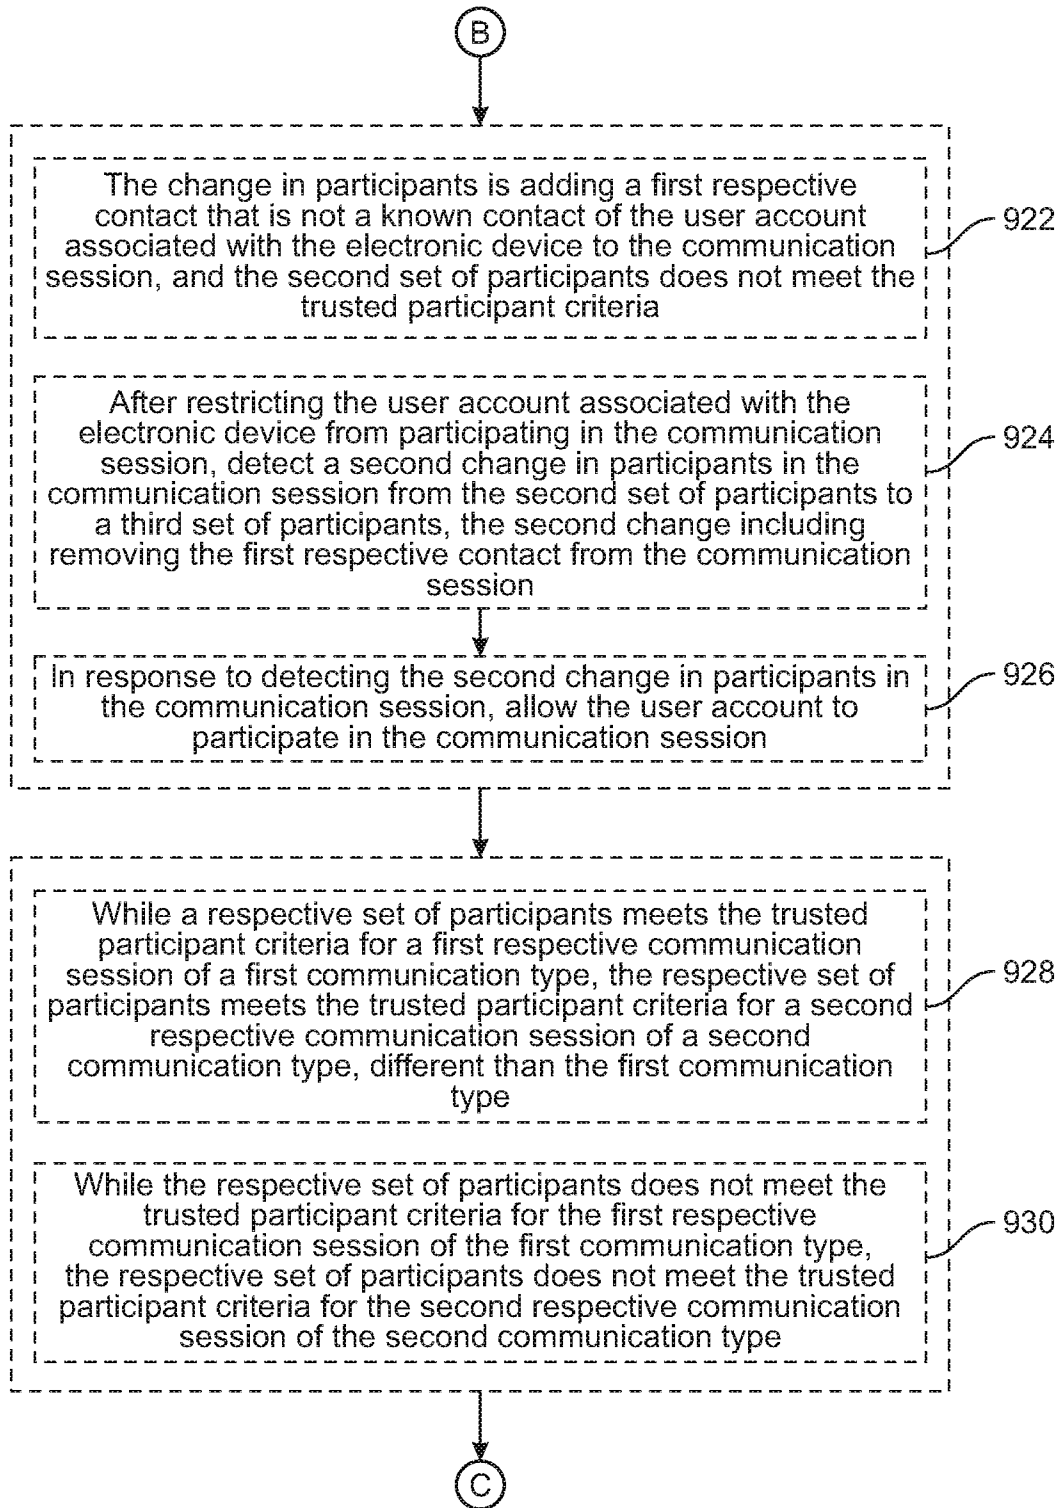 B
The change in participants is adding a first respective
contact that is not a known contact of the user account
associated with the electronic device to the communication
session, and the second set of participants does not meet the
trusted participant criteria
922
After restricting the user account associated with the
electronic device from participating in the communication
session, detect a second change in participants in the
communication session from the second set of participants to
a third set of participants, the second change including
removing the first respective contact from the communication
session
924
In response to detecting the second change in participants in
the communication session, allow the user account to
participate in the communication session
926
While a respective set of participants meets the trusted
participant criteria for a first respective communication
session of a first communication type, the respective set of
participants meets the trusted participant criteria for a second
respective communication session of a second
communication type, different than the first communication
type
928
While the respective set of participants does not meet the
trusted participant criteria for the first respective
communication session of the first communication type,
the respective set of participants does not meet the trusted
participant criteria for the second respective communication
session of the second communication type
930
C